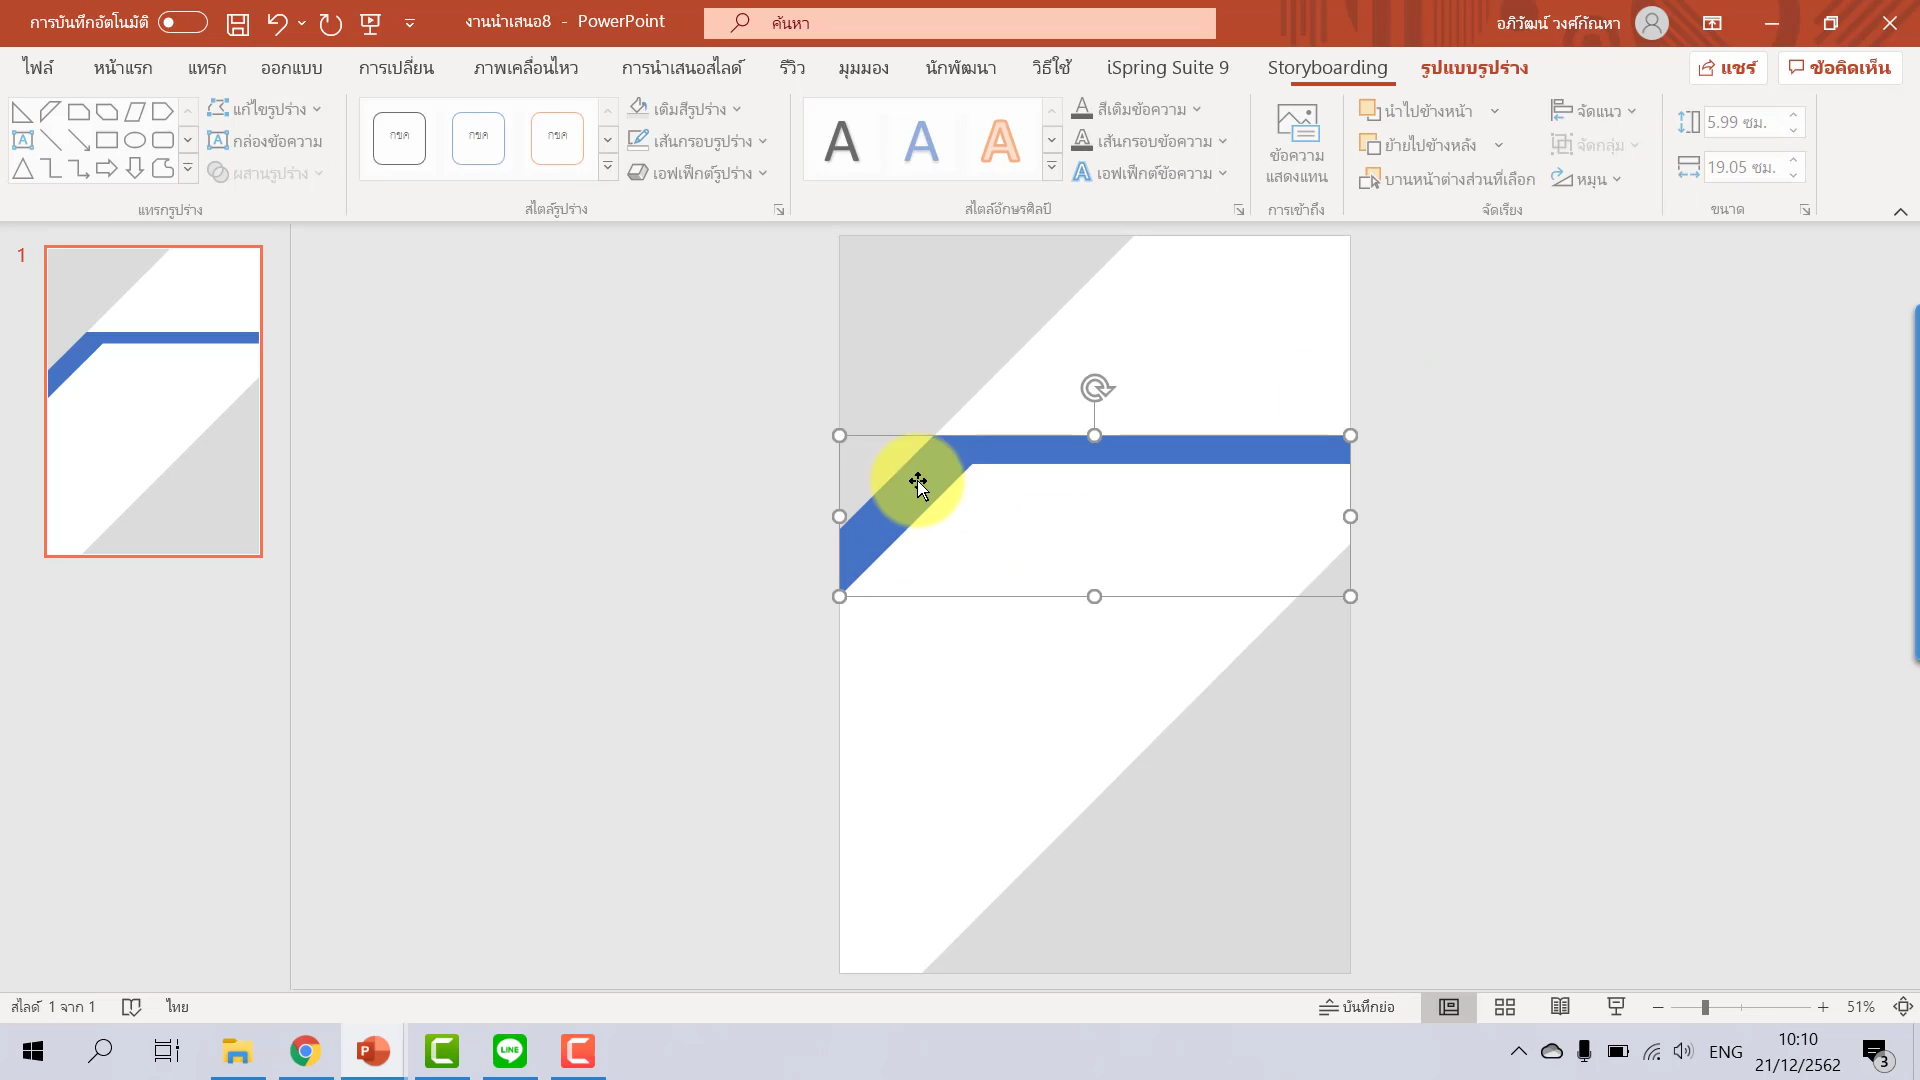 การบันทึกอัตโนมัติ
งานนำเสนอ8 - PowerPoint
ค้นหา
อภิวัฒน์ วงศ์กัณหา
ไฟล์ หน้าแรก แทรก ออกแบบ การเปลี่ยน ภาพเคลื่อนไหว การนำเสนอสไลด์ รีวิว มุมมอง นักพัฒนา วิธีใช้ iSpring Suite 9 Storyboarding รูปแบบรูปร่าง
แชร์ ข้อคิดเห็น
แก้ไขรูปร่าง
กล่องข้อความ
ผสานรูปร่าง
แทรกรูปร่าง
กขค กขค กขค
เติมสีรูปร่าง
เส้นกรอบรูปร่าง
เอฟเฟ็กต์รูปร่าง
สไตล์รูปร่าง
A A A
สีเติมข้อความ
เส้นกรอบข้อความ
เอฟเฟ็กต์ข้อความ
สไตล์อักษรศิลป์
ข้อความ
แสดงแทน
การเข้าถึง
นำไปข้างหน้า
ย้ายไปข้างหลัง
บานหน้าต่างส่วนที่เลือก
จัดแนว
จัดกลุ่ม
หมุน
จัดเรียง
5.99 ซม.
19.05 ซม.
ขนาด
1
สไลด์ 1 จาก 1
ไทย
บันทึกย่อ
51%
LINE
ENG
10:10
21/12/2562
3